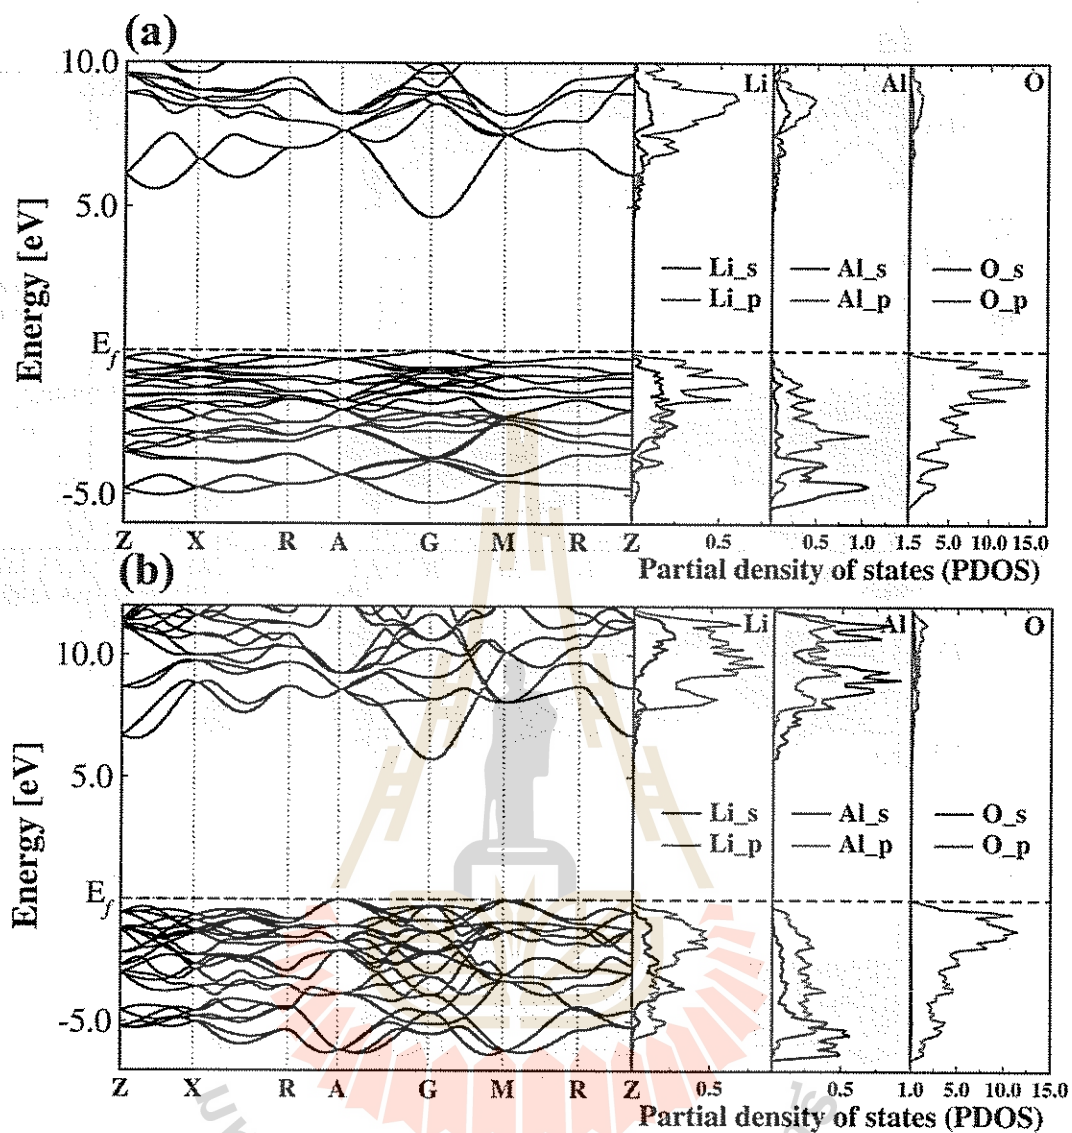 (a)
10.0
5.0
E_f
-5.0
Energy [eV]
Li Al O
Li_s Al_s O_s
Li_p Al_p O_p
Z X R A G M R Z 0.5 0.5 1.0 1.5 5.0 10.0 15.0
Partial density of states (PDOS)
(b)
10.0
5.0
E_f
-5.0
Energy [eV]
Li Al O
Li_s Al_s O_s
Li_p Al_p O_p
Z X R A G M R Z 0.5 0.5 1.0 5.0 10.0 15.0
Partial density of states (PDOS)